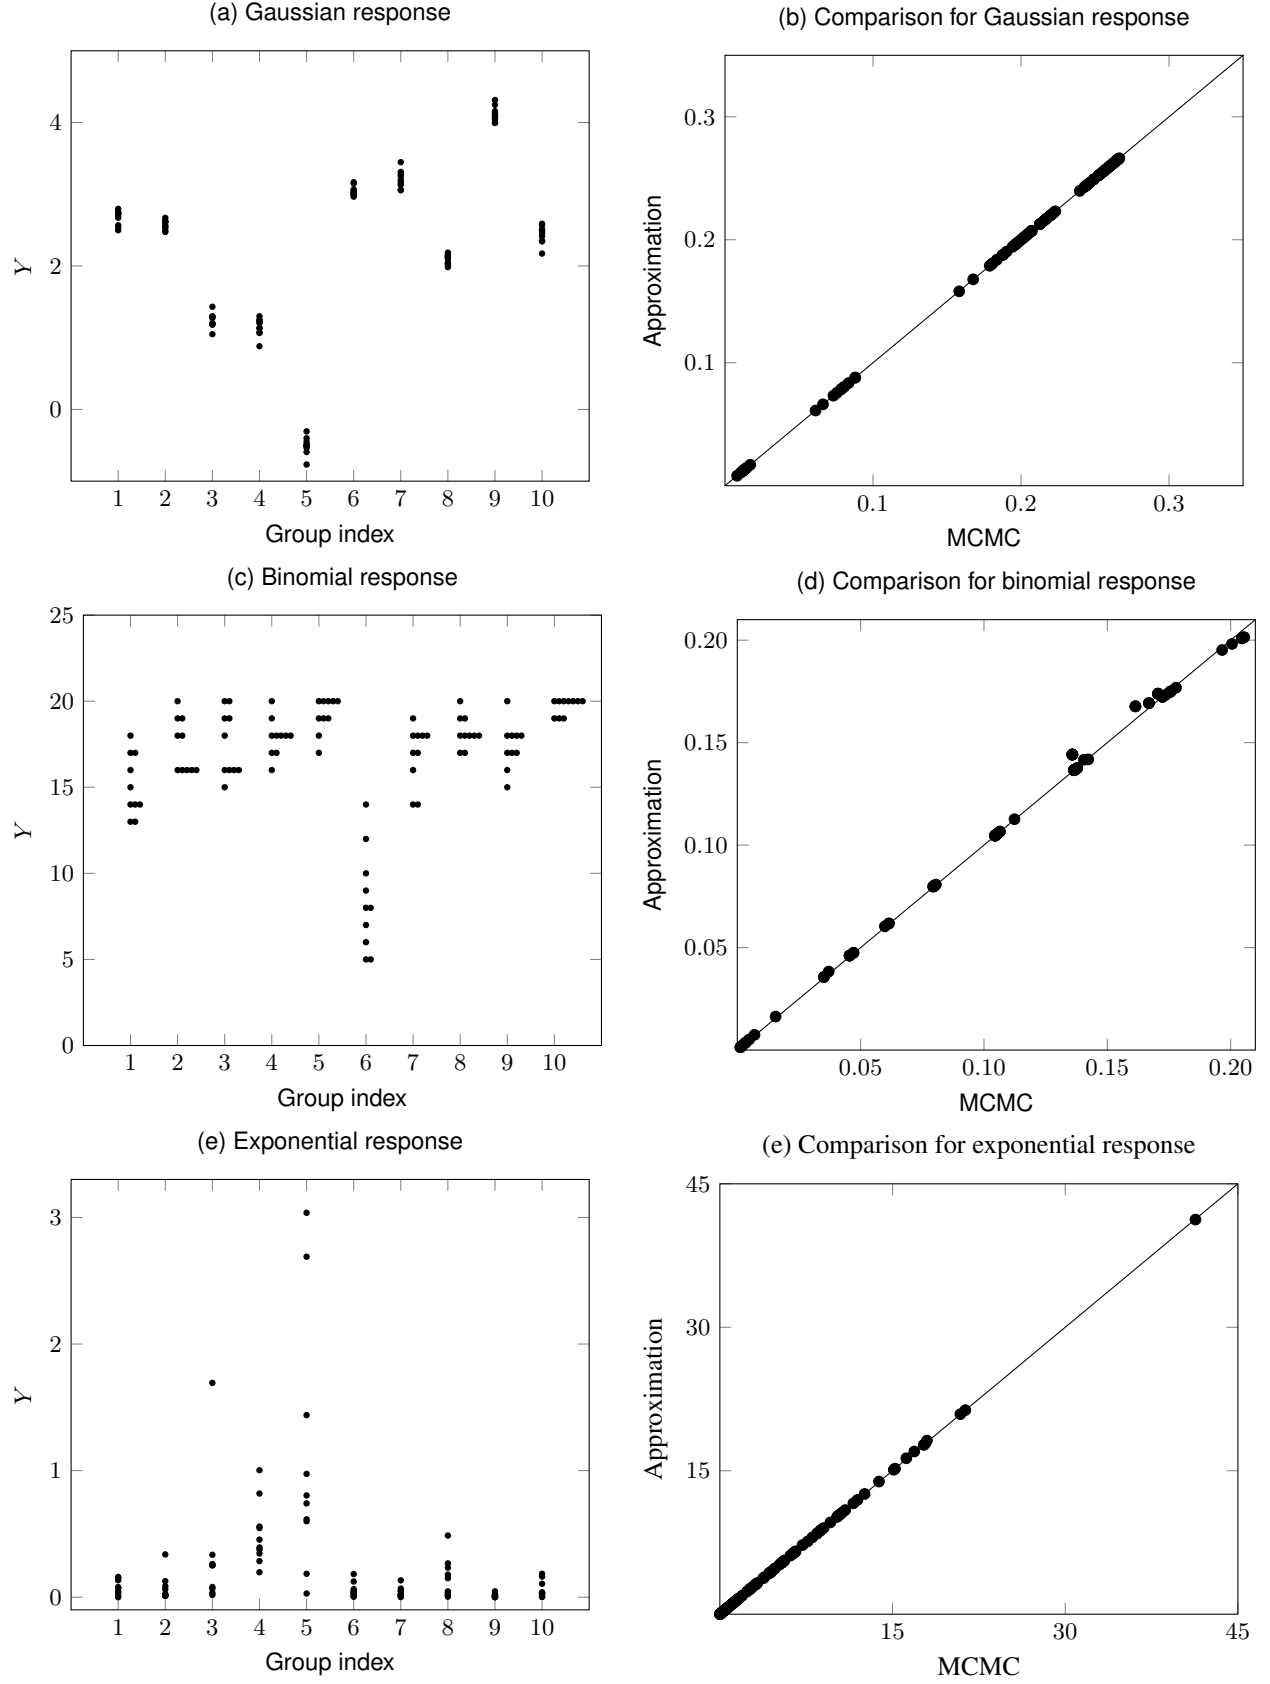 (a) Gaussian response
4
2
0
Y
1 2 3 4 5 6 7 8 9 10
Group index
(b) Comparison for Gaussian response
0.3
0.2
0.1
Approximation
0.1 0.2 0.3
MCMC
(c) Binomial response
25
20
15
10
5
0
Y
1 2 3 4 5 6 7 8 9 10
Group index
(d) Comparison for binomial response
0.20
0.15
0.10
0.05
Approximation
0.05 0.10 0.15 0.20
MCMC
(e) Exponential response
3
2
1
0
Y
1 2 3 4 5 6 7 8 9 10
Group index
(e) Comparison for exponential response
45
30
15
Approximation
15 30 45
MCMC